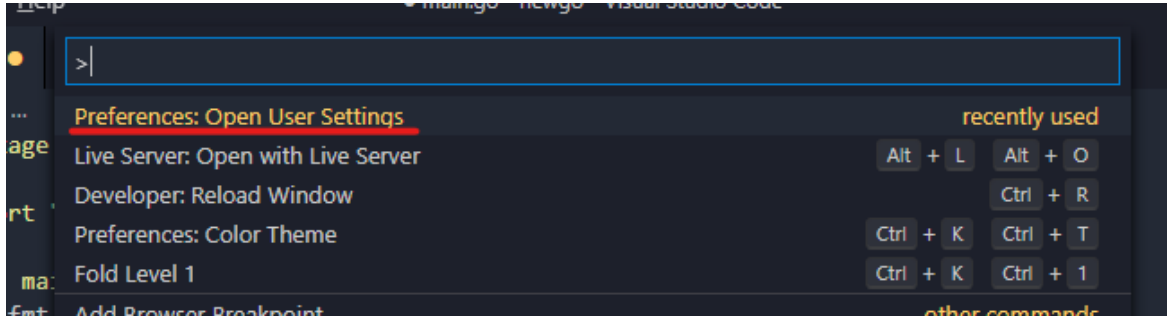 Help ● main.go - newgo - Visual Studio Code
>
... Preferences: Open User Settings recently used
age Live Server: Open with Live Server Alt + L Alt + O
Developer: Reload Window Ctrl + R
rt Preferences: Color Theme Ctrl + K Ctrl + T
mai Fold Level 1 Ctrl + K Ctrl + 1
fmt Add Browser Breakpoint other commands